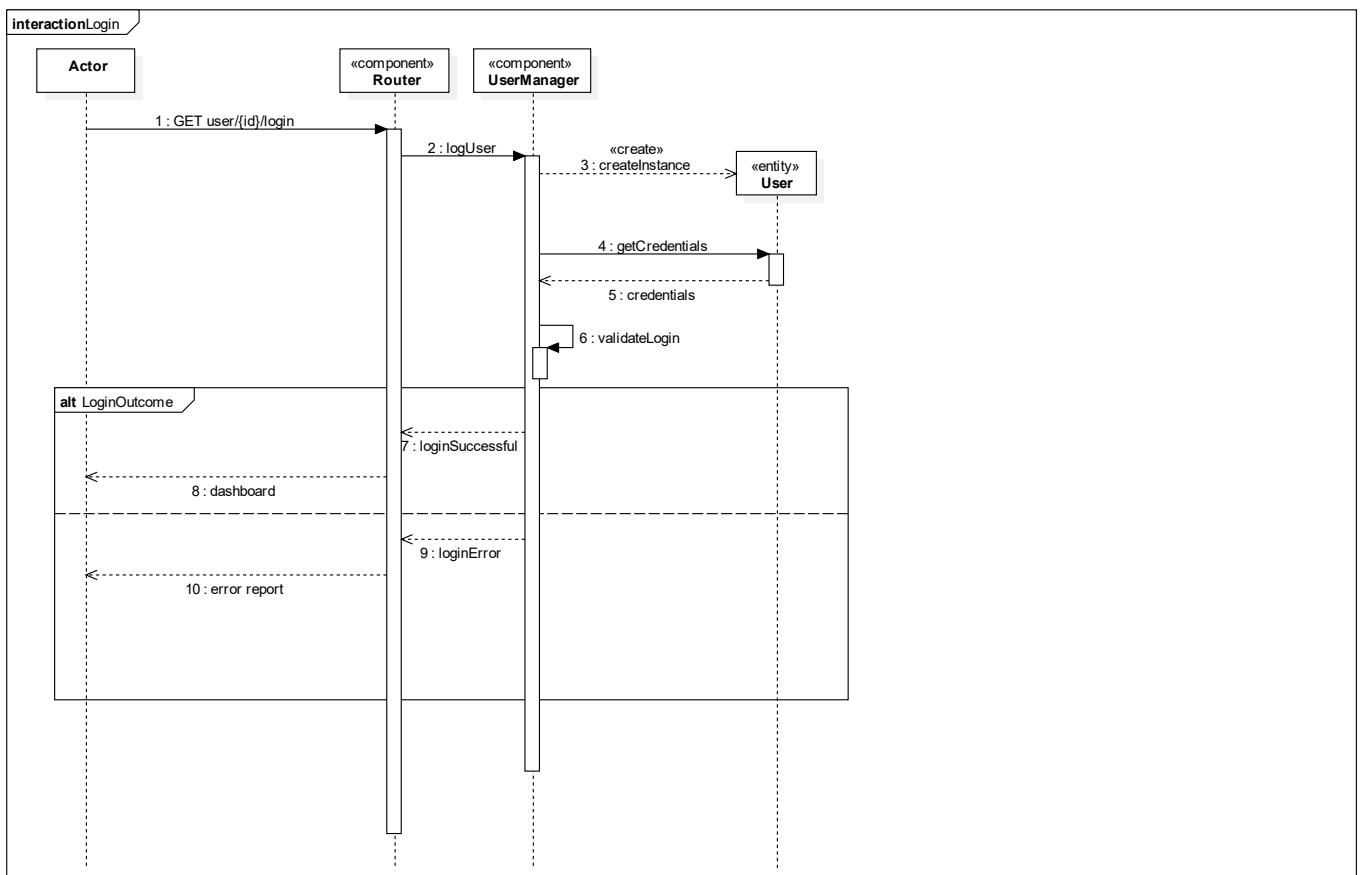 interactionLogin
Actor
«component»
Router
«component»
UserManager
1 : GET user/{id}/login
2 : logUser
«create»
3 : createInstance
«entity»
User
4 : getCredentials
5 : credentials
6 : validateLogin
alt LoginOutcome
7 : loginSuccessful
8 : dashboard
9 : loginError
10 : error report